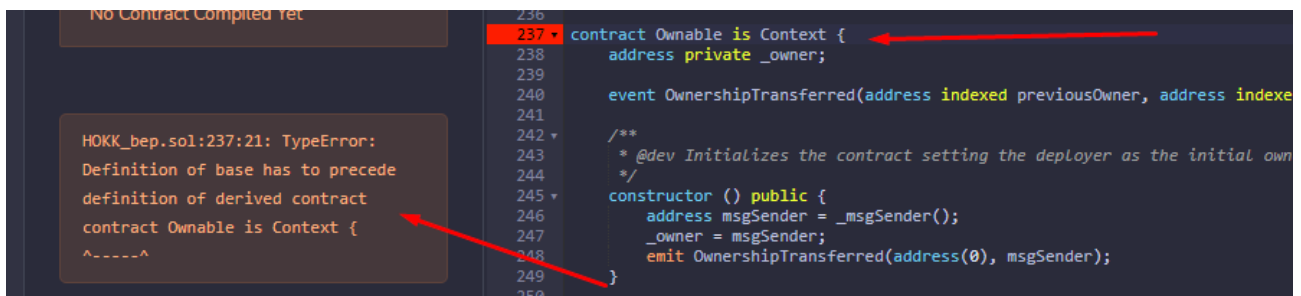 No Contract Compiled Yet
HOKK_bep.sol:237:21: TypeError:
Definition of base has to precede
definition of derived contract
contract Ownable is Context {
^-----^
236
237 contract Ownable is Context {
238 address private _owner;
239
240 event OwnershipTransferred(address indexed previousOwner, address indexe
241
242 /**
243 * @dev Initializes the contract setting the deployer as the initial own
244 */
245 constructor () public {
246 address msgSender = _msgSender();
247 _owner = msgSender;
248 emit OwnershipTransferred(address(0), msgSender);
249 }
250